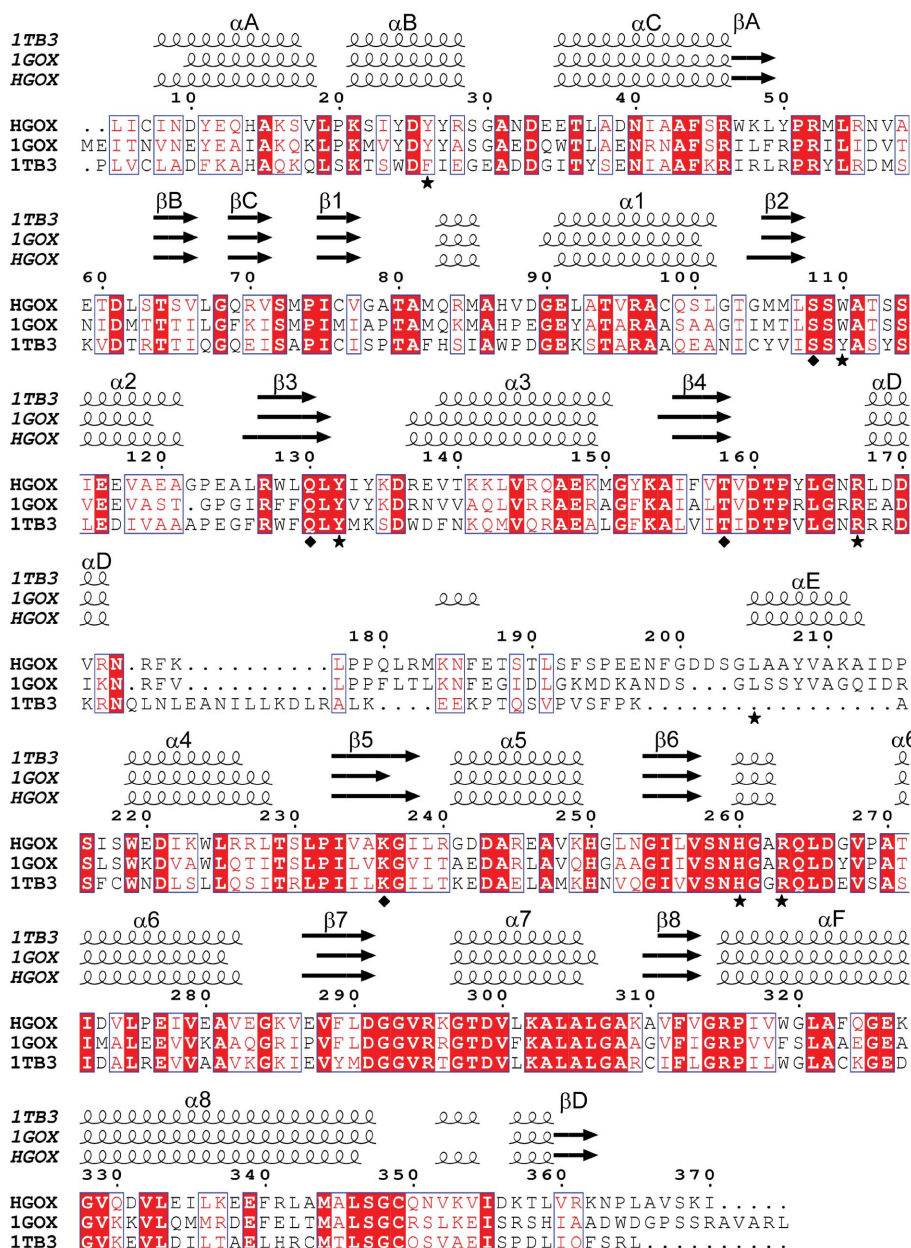 αA αB αC βA
1TB3
1GOX
HGOX
10 20 30 40 50
HGOX ..LICINDYEQHAKSVLPKSIYDYYRSGANDEETLADNIAAFSRWKLYPRMLRNVA
1GOX MEITNVNEYEAIAKQKLPKMVYDYYASGAEDQWTLAENRNAFSRILFRPRILIDVT
1TB3 .PLVCLADFKAHAQKQLSKTSWDFIEGEADDGITYSENIAAFKRIRLRPRYLRDMS
βB βC β1 α1 β2
1TB3
1GOX
HGOX
60 70 80 90 100 110
HGOX ETDLSTSVLGQRVSMPICVGATAMQRMAHVDGELATVRACQSLGTGMMLSSWATSS
1GOX NIDMTTTILGFKISMPIMIAPTAMQKMAHPEGEYATARAASAAGTIMTLSSWATSS
1TB3 KVDTRTTIQGQEISAPICISPTAFHSIAWPDGEKSTARAAQEANICYVISSYASYS
α2 β3 α3 β4 αD
1TB3
1GOX
HGOX
120 130 140 150 160 170
HGOX IEEVAEAGPEALRWLQLYIYKDREVTKKLVRQAEKMGYKAIFVTVDTPYLGNRLDD
1GOX VEEVAST.GPGIRFFQLYVYKDRNVVAQLVRRAERAGFKAIALTVDTPRLGRREAD
1TB3 LEDIVAAAPEGFRWFQLYMKSDWDFNKQMVQRAEALGFKALVITIDTPVLGNRRRD
αD αE
1TB3
1GOX
HGOX
180 190 200 210
HGOX VRN.RFK..........LPPQLRMKNFETSTLSFSPEENFGDDSGLAAYVAKAIDP
1GOX IKN.RFV..........LPPFLTLKNFEGIDLGKMDKANDS...GLSSYVAGQIDR
1TB3 KRNQLNLEANILLKDLRALK....EEKPTQSVPVSFPK.................A
α4 β5 α5 β6 α6
1TB3
1GOX
HGOX
220 230 240 250 260 270
HGOX SISWEDIKWLRRLTSLPIVAKGILRGDDAREAVKHGLNGILVSNHGARQLDGVPAT
1GOX SLSWKDVAWLQTITSLPILVKGVITAEDARLAVQHGAAGIIVSNHGARQLDYVPAT
1TB3 SFCWNDLSLLQSITRLPIILKGILTKEDAELAMKHNVQGIVVSNHGGRQLDEVSAS
α6 β7 α7 β8 αF
1TB3
1GOX
HGOX
280 290 300 310 320
HGOX IDVLPEIVEAVEGKVEVFLDGGVRKGTDVLKALALGAKAVFVGRPIVWGLAFQGEK
1GOX IMALEEVVKAAQGRIPVFLDGGVRRGTDVFKALALGAAGVFIGRPVVFSLAAEGEA
1TB3 IDALREVVAAVKGKIEVYMDGGVRTGTDVLKALALGARCIFLGRPILWGLACKGED
α8 βD
1TB3
1GOX
HGOX
330 340 350 360 370
HGOX GVQDVLEILKEEFRLAMALSGCQNVKVIDKTLVRKNPLAVSKI.....
1GOX GVKKVLQMMRDEFELTMALSGCRSLKEISRSHIAADWDGPSSRAVARL
1TB3 GVKEVLDILTAELHRCMTLSGCQSVAEISPDLIQFSRL..........